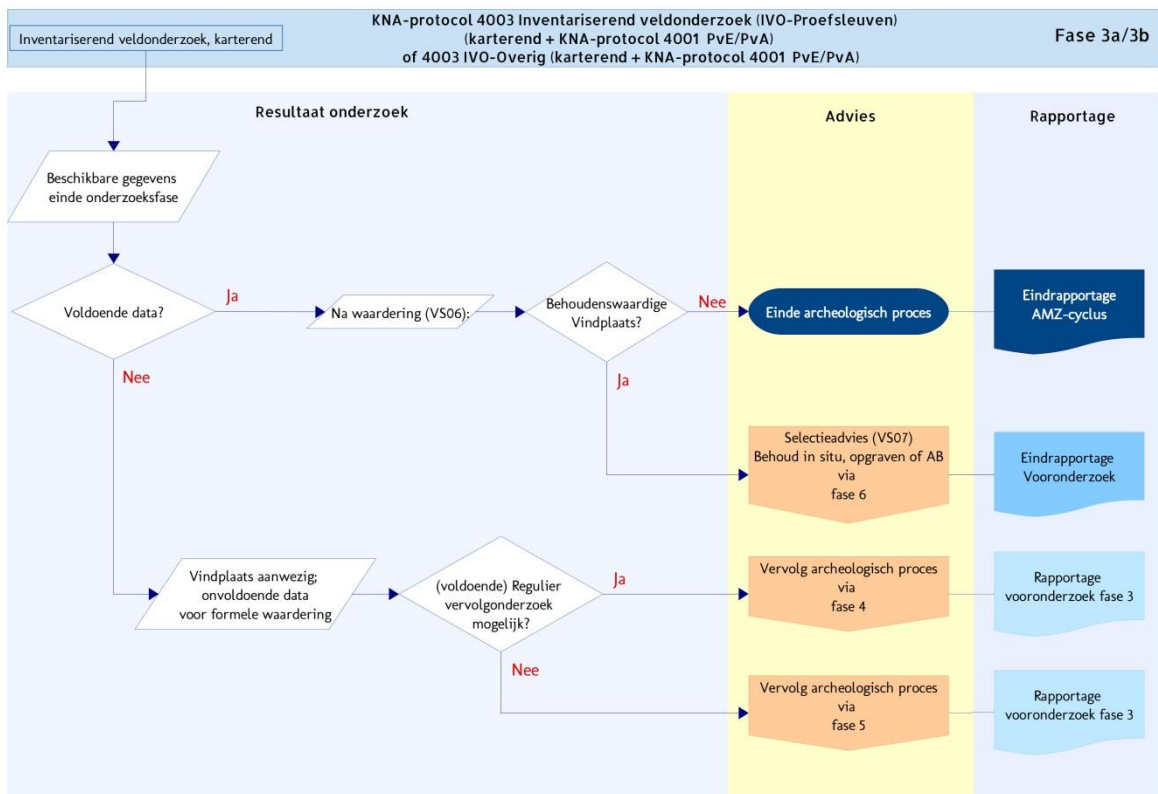 Inventariserend veldonderzoek, karterend
KNA-protocol 4003 Inventariserend veldonderzoek (IVO-Proefsleuven)
(karterend + KNA-protocol 4001 PvE/PvA)
of 4003 IVO-Overig (karterend + KNA-protocol 4001 PvE/PvA)
Fase 3a/3b
Resultaat onderzoek
Advies
Rapportage
Beschikbare gegevens
einde onderzoeksfase
Voldoende data?
Ja
Na waardering (VS06);
Behoudenswaardige
Vindplaats?
Nee
Einde archeologisch proces
Eindrapportage
AMZ-cyclus
Nee
Ja
Selectieadvies (VS07)
Behoud in situ, opgraven of AB
via
fase 6
Eindrapportage
Vooronderzoek
Vindplaats aanwezig;
onvoldoende data
voor formele waardering
(voldoende) Regulier
vervolgonderzoek
mogelijk?
Ja
Vervolg archeologisch proces
via
fase 4
Rapportage
vooronderzoek fase 3
Nee
Vervolg archeologisch proces
via
fase 5
Rapportage
vooronderzoek fase 3